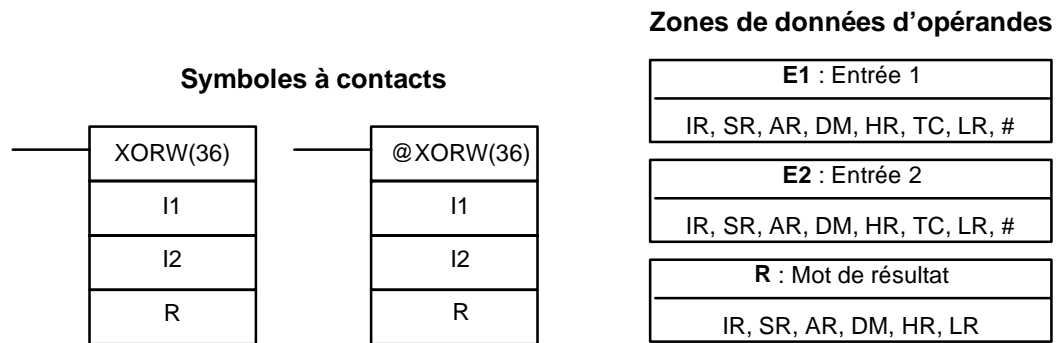 Zones de données d'opérandes
Symboles à contacts
E1 : Entrée 1
IR, SR, AR, DM, HR, TC, LR, #
E2 : Entrée 2
IR, SR, AR, DM, HR, TC, LR, #
R : Mot de résultat
IR, SR, AR, DM, HR, LR
XORW(36)
I1
I2
R
@XORW(36)
I1
I2
R